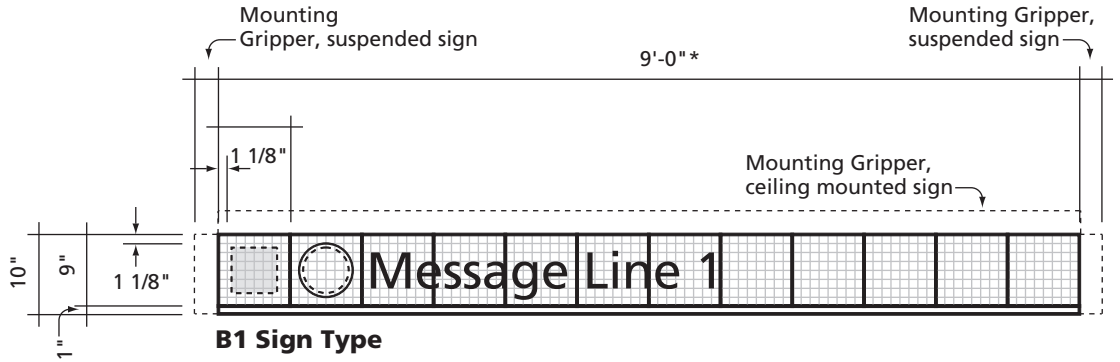 Mounting
Gripper, suspended sign
Mounting Gripper,
suspended sign
9'-0"*
1 1/8"
Mounting Gripper,
ceiling mounted sign
10"
9"
1 1/8"
1"
Message Line 1
B1 Sign Type